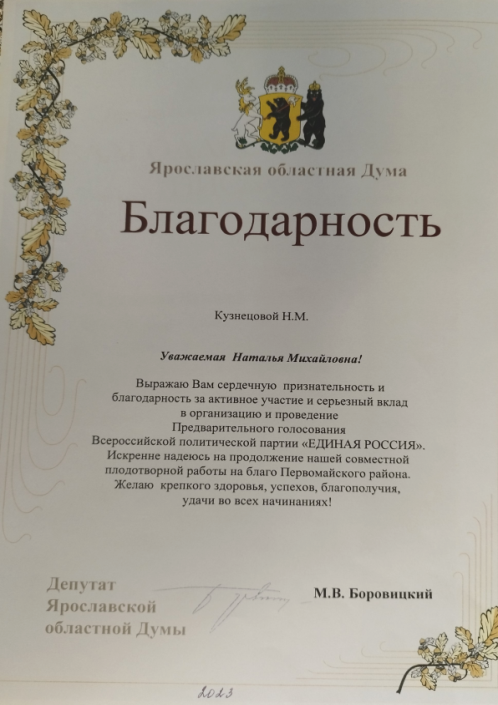 Ярославская областная Дума
Благодарность
Кузнецовой Н.М.
Уважаемая Наталья Михайловна!
Выражаю Вам сердечную признательность и
благодарность за активное участие и серьезный вклад
в организацию и проведение
Предварительного голосования
Всероссийской политической партии «ЕДИНАЯ РОССИЯ».
Искренне надеюсь на продолжение нашей совместной
плодотворной работы на благо Первомайского района.
Желаю крепкого здоровья, успехов, благополучия,
удачи во всех начинаниях!
Депутат
Ярославской
областной Думы
М.В. Боровицкий
2023